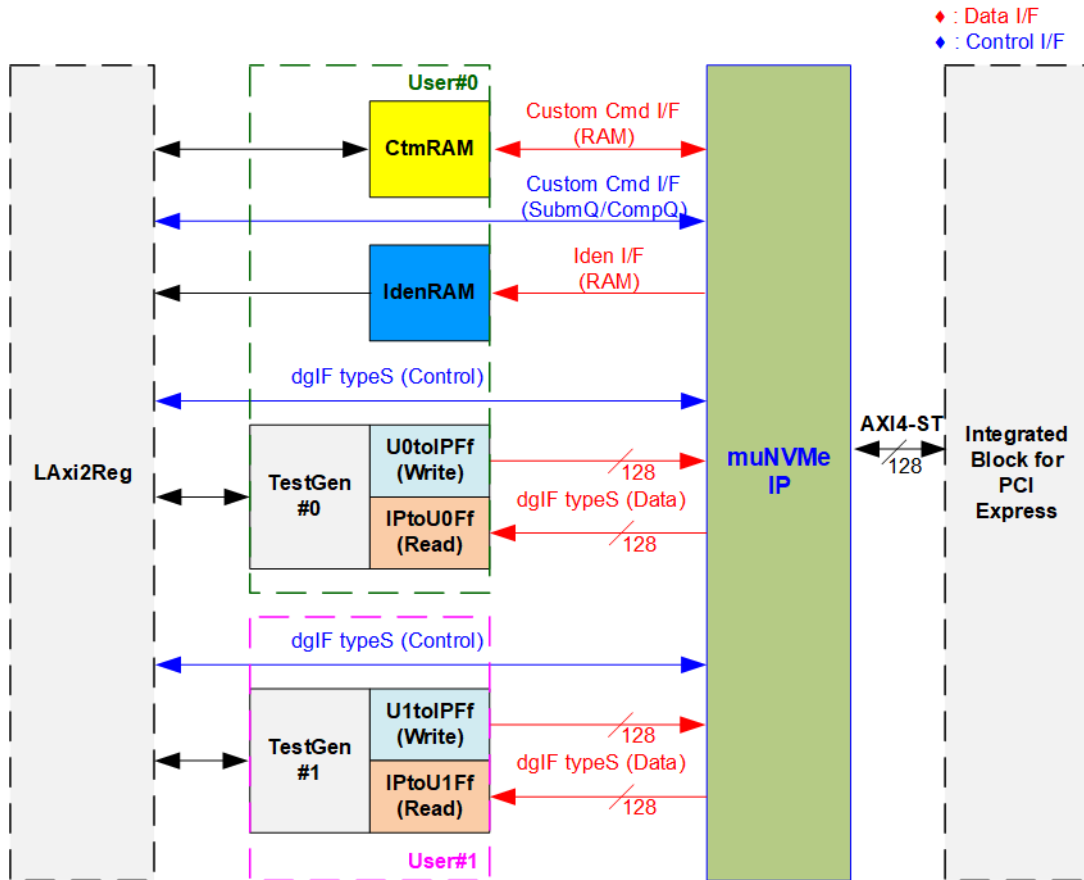 ♦ : Data I/F
♦ : Control I/F
User#0
CtmRAM
Custom Cmd I/F
(RAM)
Custom Cmd I/F
(SubmQ/CompQ)
IdenRAM
Iden I/F
(RAM)
dgIF typeS (Control)
LAxi2Reg
TestGen
#0
U0toIPFf
(Write)
IPtoU0Ff
(Read)
128
dgIF typeS (Data)
128
muNVMe
IP
AXI4-ST
128
Integrated
Block for
PCI
Express
dgIF typeS (Control)
TestGen
#1
U1toIPFf
(Write)
IPtoU1Ff
(Read)
128
dgIF typeS (Data)
128
User#1